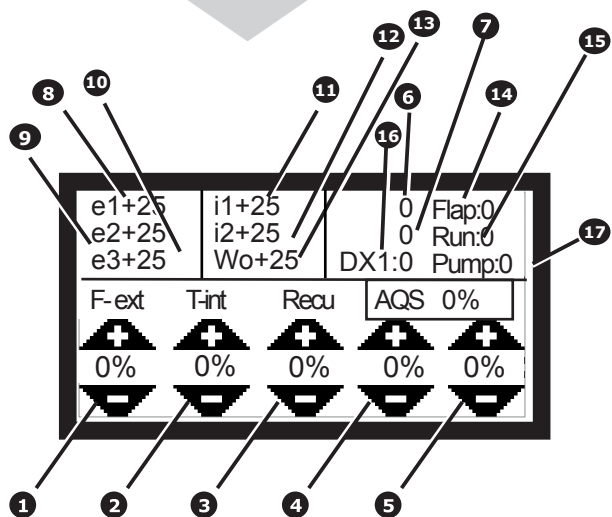 12 13 7 15
8 10 11 6 14
9 16
e1+25 i1+25 0 Flap:0
e2+25 i2+25 0 Run:0 17
e3+25 Wo+25 DX1:0 Pump:0
F-ext T-int Recu AQS 0%
+ + + + +
0% 0% 0% 0% 0%
- - - - -
1 2 3 4 5